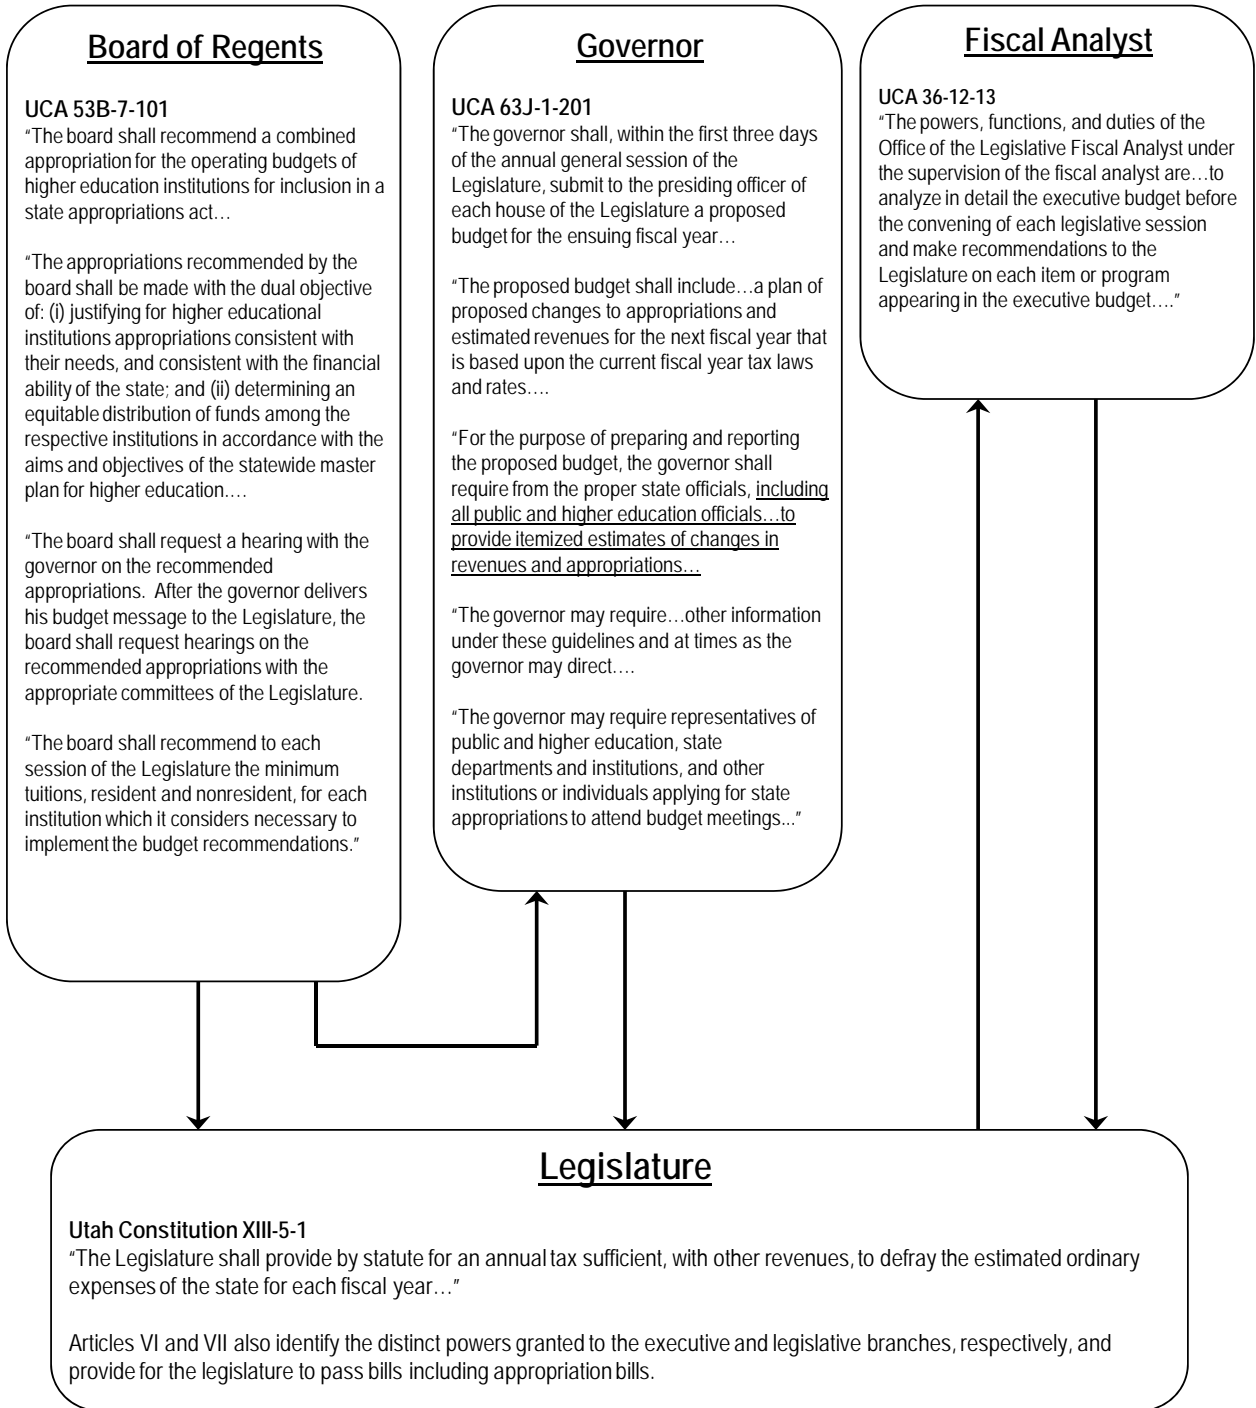 Board of Regents
UCA 53B-7-101
“The board shall recommend a combined
appropriation for the operating budgets of
higher education institutions for inclusion in a
state appropriations act…
“The appropriations recommended by the
board shall be made with the dual objective
of: (i) justifying for higher educational
institutions appropriations consistent with
their needs, and consistent with the financial
ability of the state; and (ii) determining an
equitable distribution of funds among the
respective institutions in accordance with the
aims and objectives of the statewide master
plan for higher education….
“The board shall request a hearing with the
governor on the recommended
appropriations.  After the governor delivers
his budget message to the Legislature, the
board shall request hearings on the
recommended appropriations with the
appropriate committees of the Legislature.
“The board shall recommend to each
session of the Legislature the minimum
tuitions, resident and nonresident, for each
institution which it considers necessary to
implement the budget recommendations.”
Governor
UCA 63J-1-201
“The governor shall, within the first three days
of the annual general session of the
Legislature, submit to the presiding officer of
each house of the Legislature a proposed
budget for the ensuing fiscal year…
“The proposed budget shall include…a plan of
proposed changes to appropriations and
estimated revenues for the next fiscal year that
is based upon the current fiscal year tax laws
and rates….
“For the purpose of preparing and reporting
the proposed budget, the governor shall
require from the proper state officials, including
all public and higher education officials…to
provide itemized estimates of changes in
revenues and appropriations…
“The governor may require…other information
under these guidelines and at times as the
governor may direct….
“The governor may require representatives of
public and higher education, state
departments and institutions, and other
institutions or individuals applying for state
appropriations to attend budget meetings...”
Fiscal Analyst
UCA 36-12-13
“The powers, functions, and duties of the
Office of the Legislative Fiscal Analyst under
the supervision of the fiscal analyst are…to
analyze in detail the executive budget before
the convening of each legislative session
and make recommendations to the
Legislature on each item or program
appearing in the executive budget….”
Legislature
Utah Constitution XIII-5-1
“The Legislature shall provide by statute for an annual tax sufficient, with other revenues, to defray the estimated ordinary
expenses of the state for each fiscal year…”
Articles VI and VII also identify the distinct powers granted to the executive and legislative branches, respectively, and
provide for the legislature to pass bills including appropriation bills.